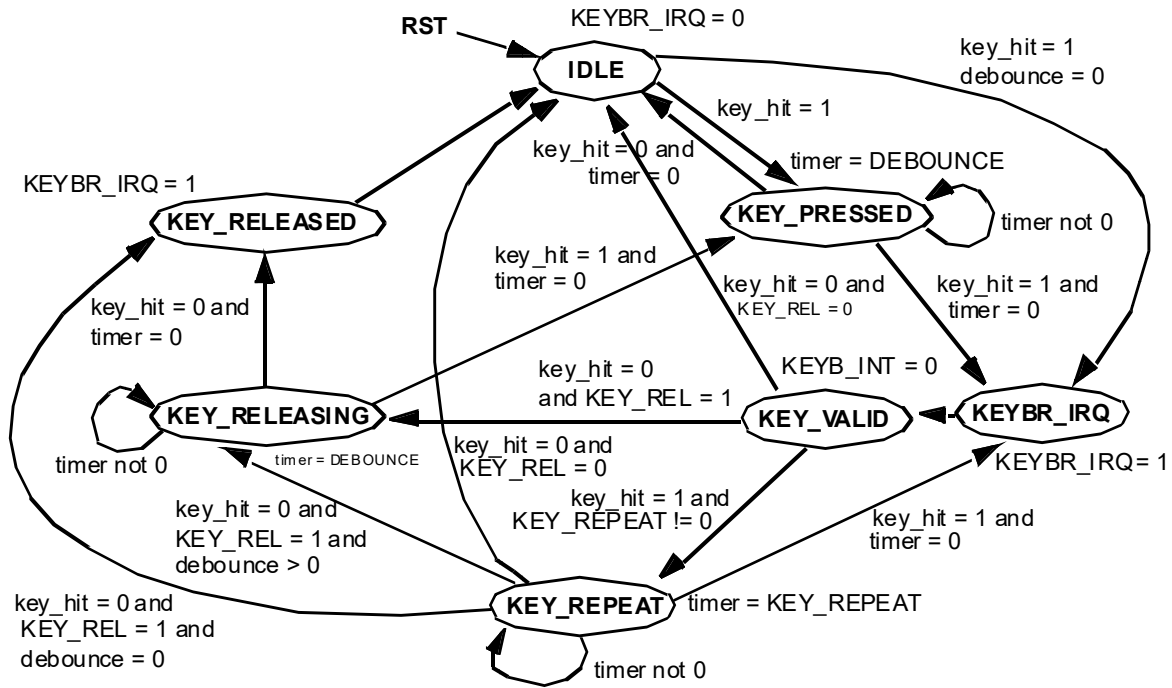 KEYBR_IRQ = 0
RST
IDLE
key_hit = 1
debounce = 0
key_hit = 1
key_hit = 0 and
timer = 0
timer = DEBOUNCE
KEYBR_IRQ = 1
KEY_RELEASED
KEY_PRESSED
timer not 0
key_hit = 1 and
timer = 0
key_hit = 0 and
KEY_REL = 0
key_hit = 1 and
timer = 0
key_hit = 0 and
timer = 0
KEYB_INT = 0
key_hit = 0
and KEY_REL = 1
KEY_RELEASING
KEY_VALID
KEYBR_IRQ
timer not 0
timer = DEBOUNCE
key_hit = 0 and
KEY_REL = 0
KEYBR_IRQ = 1
key_hit = 1 and
KEY_REPEAT != 0
key_hit = 0 and
KEY_REL = 1 and
debounce > 0
key_hit = 1 and
timer = 0
key_hit = 0 and
KEY_REL = 1 and
debounce = 0
KEY_REPEAT
timer = KEY_REPEAT
timer not 0